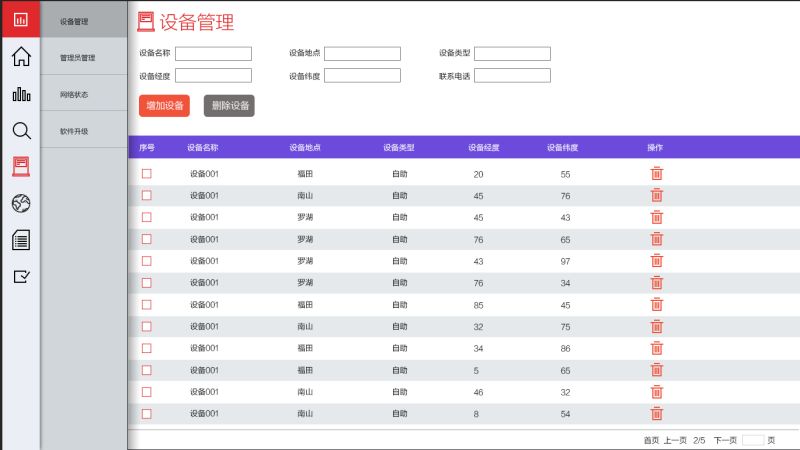 设备管理
管理员管理
网络状态
软件升级
设备管理
设备名称 设备地点 设备类型
设备经度 设备纬度 联系电话
增加设备 删除设备
序号 设备名称 设备地点 设备类型 设备经度 设备纬度 操作
设备001 福田 自助 20 55
设备001 南山 自助 45 76
设备001 罗湖 自助 45 43
设备001 罗湖 自助 76 65
设备001 罗湖 自助 43 97
设备001 罗湖 自助 76 34
设备001 福田 自助 85 45
设备001 南山 自助 32 75
设备001 福田 自助 34 86
设备001 福田 自助 5 65
设备001 南山 自助 46 32
设备001 南山 自助 8 54
首页 上一页 2/5 下一页 页